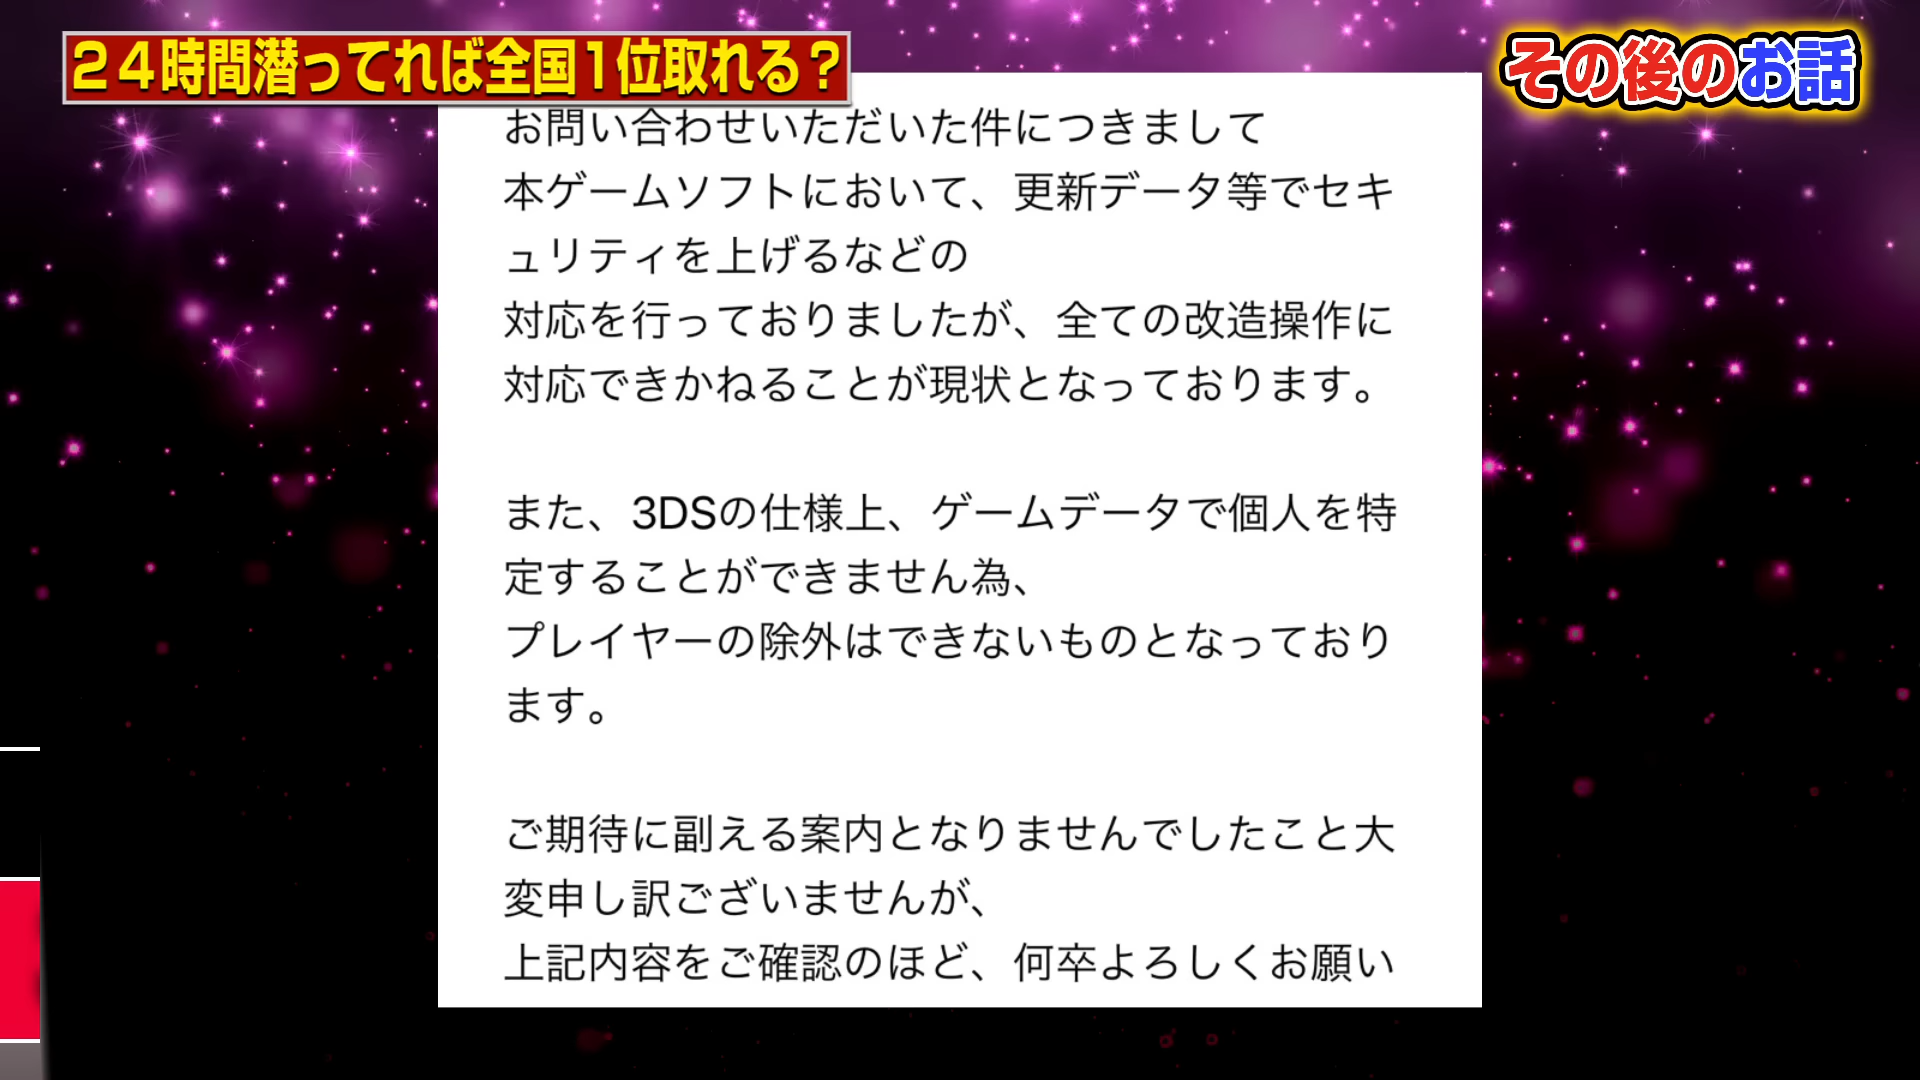 24時間潜ってれば全国1位取れる？
その後のお話
お問い合わせいただいた件につきまして
本ゲームソフトにおいて、更新データ等でセキ
ュリティを上げるなどの
対応を行っておりましたが、全ての改造操作に
対応できかねることが現状となっております。
また、3DSの仕様上、ゲームデータで個人を特
定することができません為、
プレイヤーの除外はできないものとなっており
ます。
ご期待に副える案内となりませんでしたこと大
変申し訳ございませんが、
上記内容をご確認のほど、何卒よろしくお願い